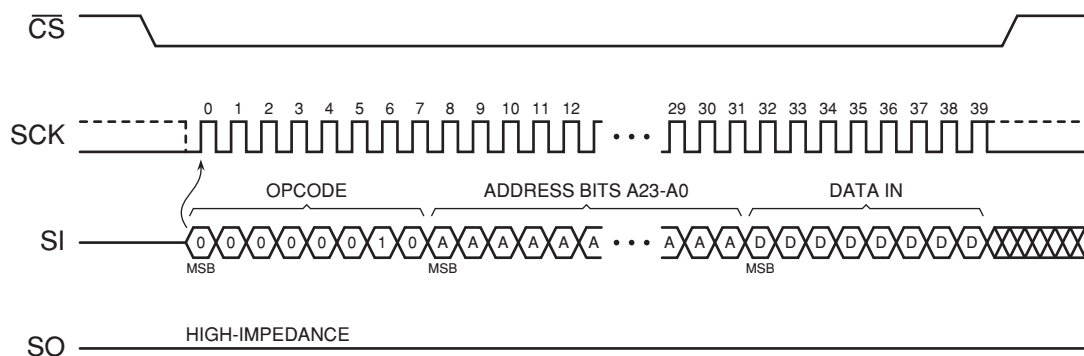 CS
0 1 2 3 4 5 6 7 8 9 10 11 12 29 30 31 32 33 34 35 36 37 38 39
SCK
OPCODE ADDRESS BITS A23-A0 DATA IN
SI 0 0 0 0 0 0 1 0 A A A A A A A A A D D D D D D D D
MSB MSB MSB
HIGH-IMPEDANCE
SO